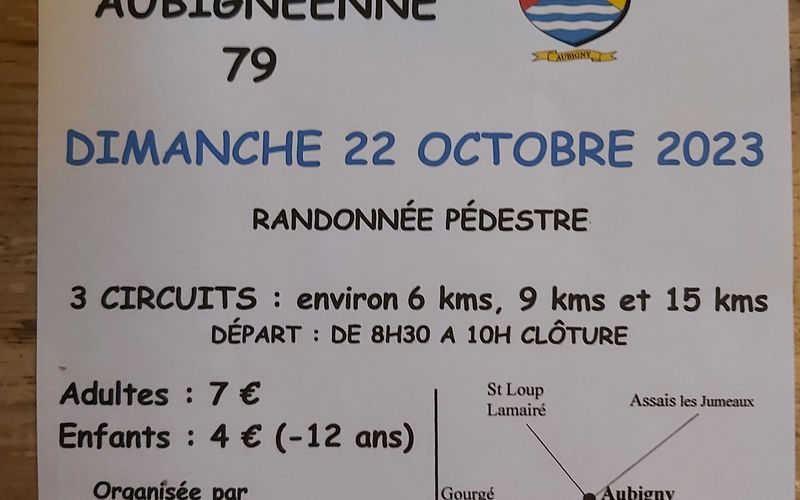 AUBIGNÉENNE
79
AUBIGNY
DIMANCHE 22 OCTOBRE 2023
RANDONNÉE PÉDESTRE
3 CIRCUITS : environ 6 kms, 9 kms et 15 kms
DÉPART : DE 8H30 A 10H CLÔTURE
Adultes : 7 €
Enfants : 4 € (-12 ans)
Organisée par
St Loup
Lamairé
Assais les Jumeaux
Gourgé
Aubigny